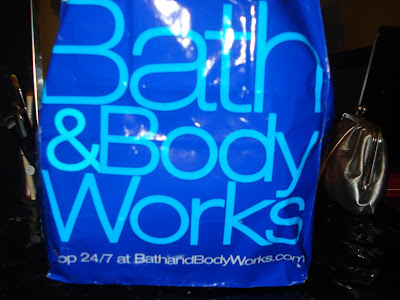 Bath
& Body
Works
op 24/7 at BathandBodyWorks.com